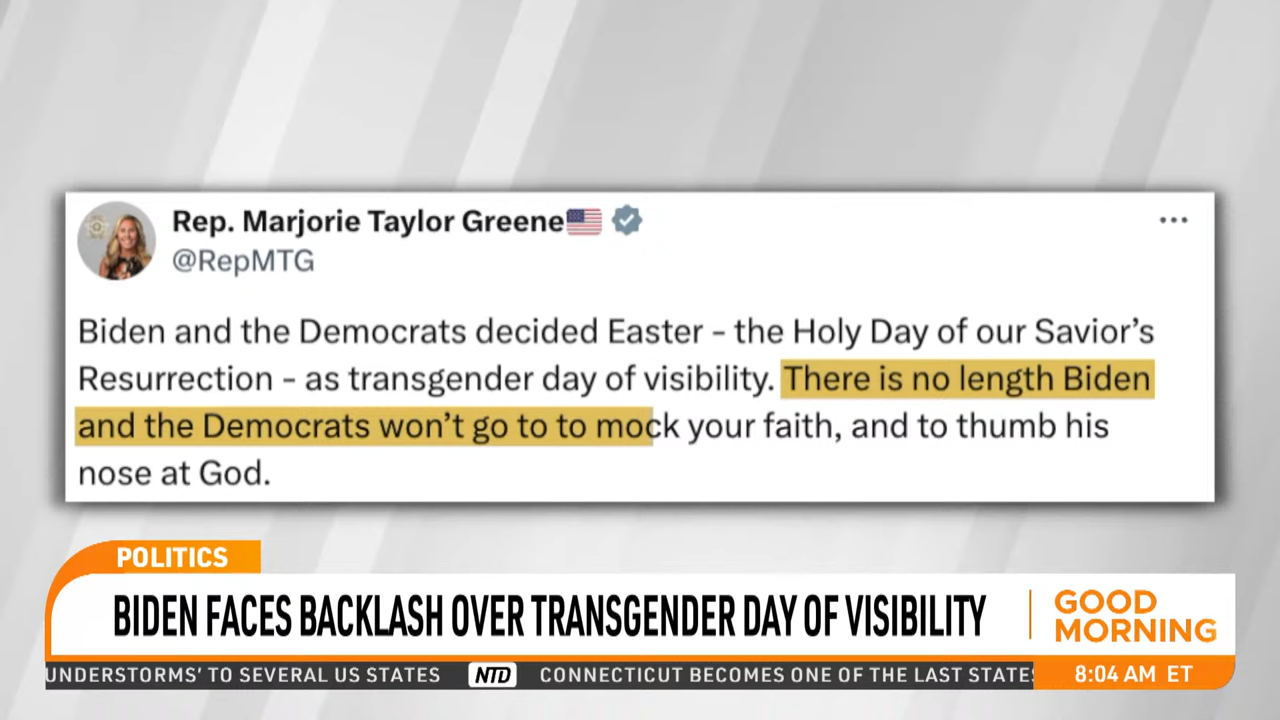 Rep. Marjorie Taylor Greene
@RepMTG
Biden and the Democrats decided Easter - the Holy Day of our Savior's
Resurrection - as transgender day of visibility. There is no length Biden
and the Democrats won't go to to mock your faith, and to thumb his
nose at God.
POLITICS
BIDEN FACES BACKLASH OVER TRANSGENDER DAY OF VISIBILITY
GOOD
MORNING
UNDERSTORMS' TO SEVERAL US STATES NTD CONNECTICUT BECOMES ONE OF THE LAST STATES
8:04 AM ET